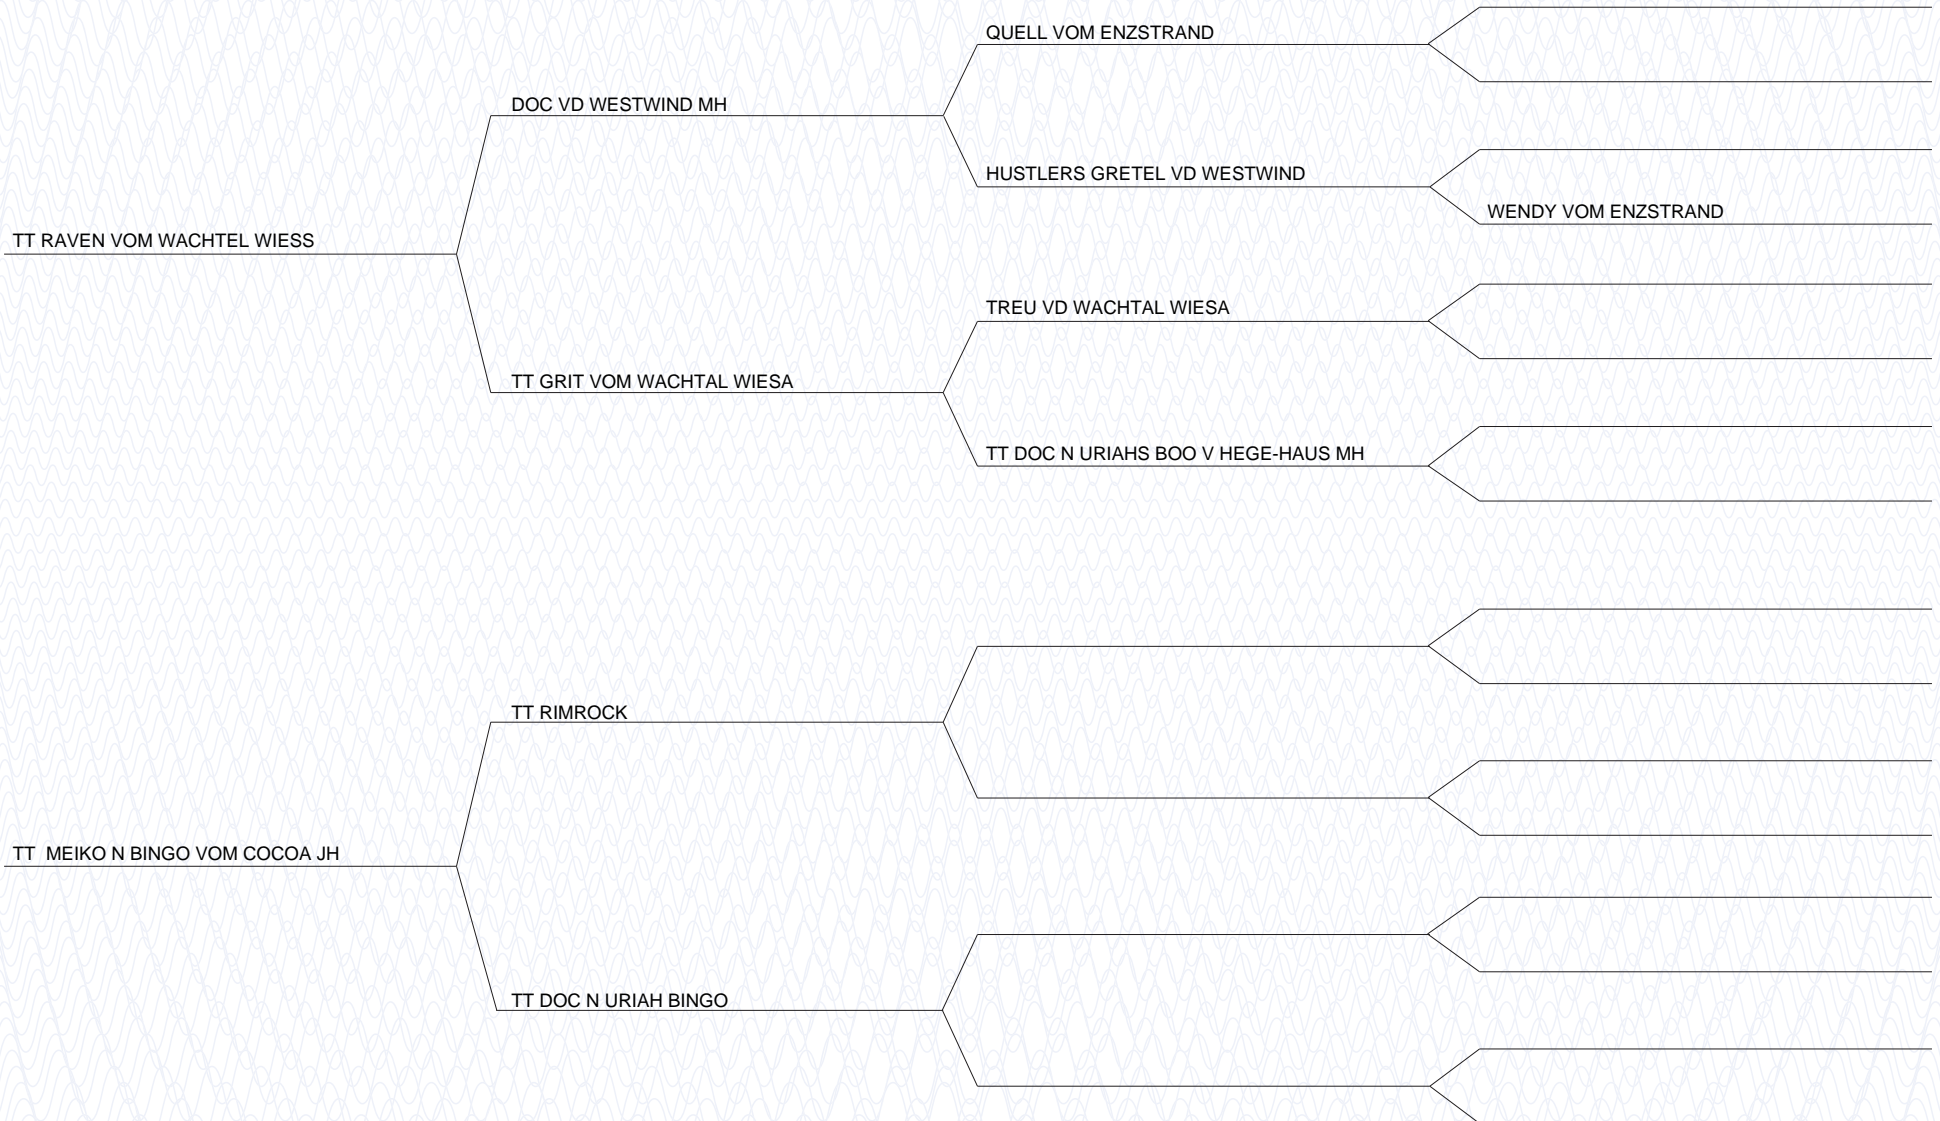 QUELL VOM ENZSTRAND
DOC VD WESTWIND MH
HUSTLERS GRETEL VD WESTWIND
WENDY VOM ENZSTRAND
TT RAVEN VOM WACHTEL WIESS
TREU VD WACHTAL WIESA
TT GRIT VOM WACHTAL WIESA
TT DOC N URIAHS BOO V HEGE-HAUS MH
TT RIMROCK
TT  MEIKO N BINGO VOM COCOA JH
TT DOC N URIAH BINGO